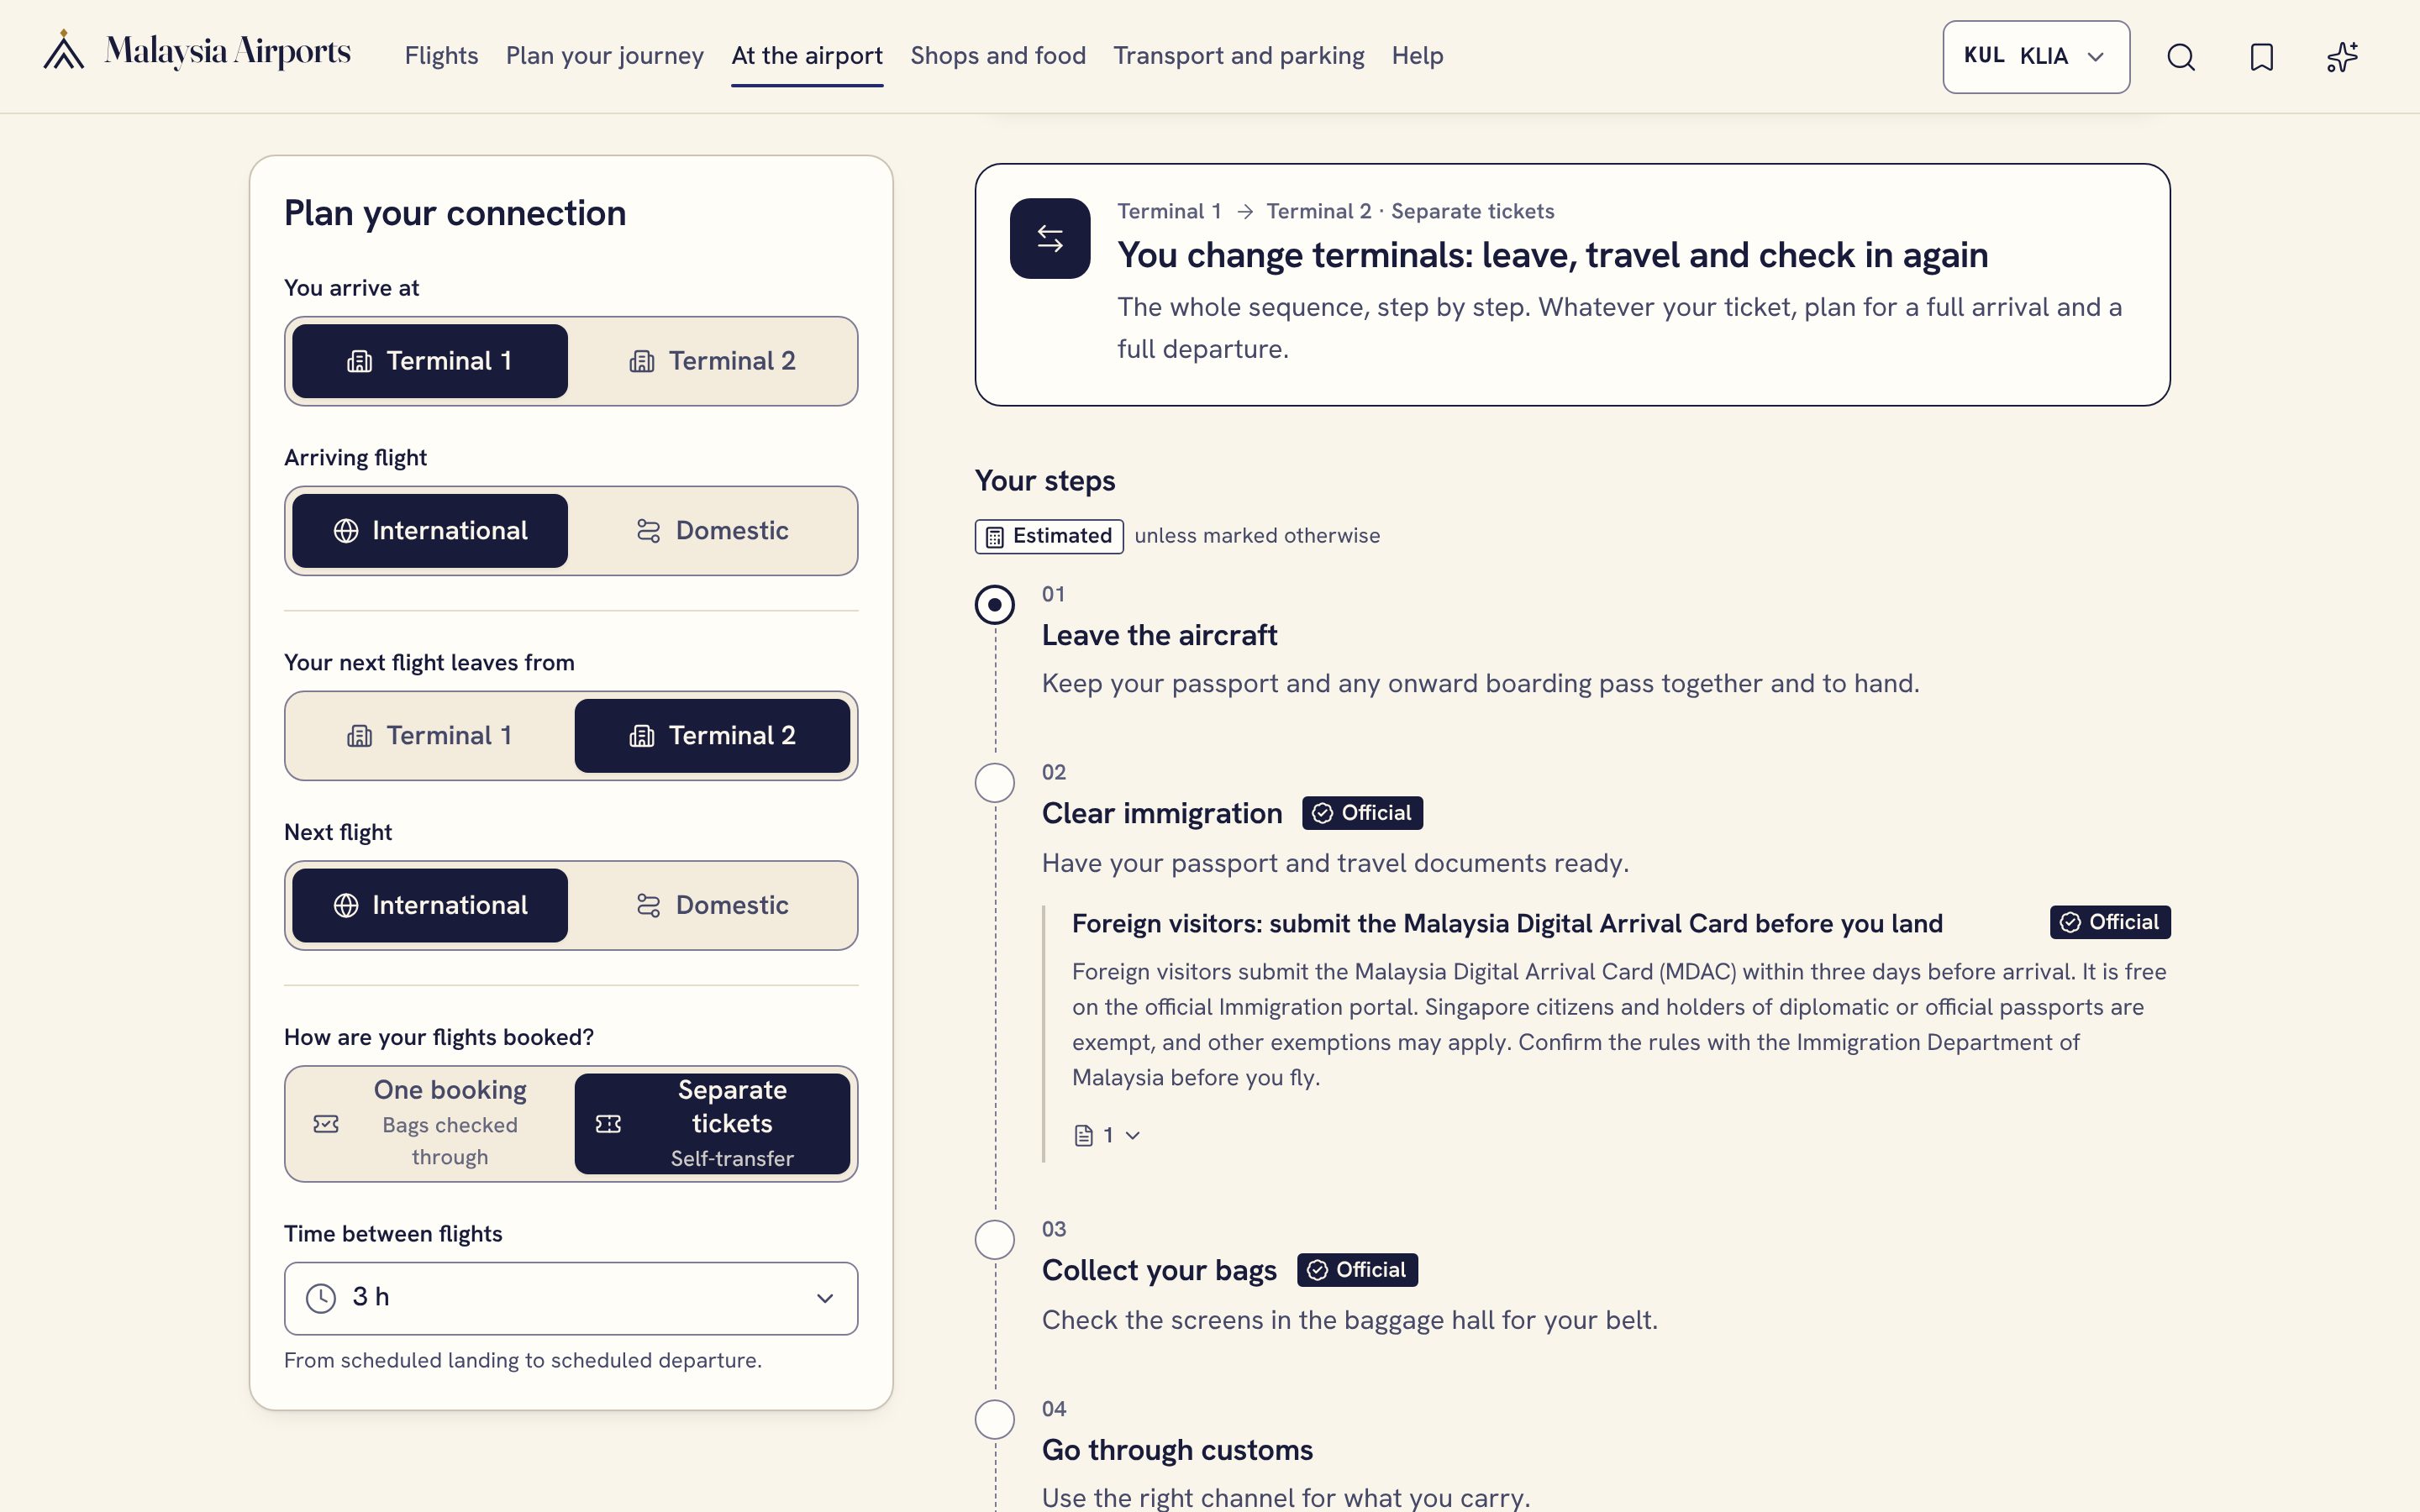 Malaysia Airports
Flights
Plan your journey
At the airport
Shops and food
Transport and parking
Help
KUL KLIA
Plan your connection
You arrive at
Terminal 1
Terminal 2
Arriving flight
International
Domestic
Your next flight leaves from
Terminal 1
Terminal 2
Next flight
International
Domestic
How are your flights booked?
One booking
Bags checked
through
Separate
tickets
Self-transfer
Time between flights
3 h
From scheduled landing to scheduled departure.
Terminal 1 → Terminal 2 · Separate tickets
You change terminals: leave, travel and check in again
The whole sequence, step by step. Whatever your ticket, plan for a full arrival and a
full departure.
Your steps
Estimated unless marked otherwise
01
Leave the aircraft
Keep your passport and any onward boarding pass together and to hand.
02
Clear immigration Official
Have your passport and travel documents ready.
Foreign visitors: submit the Malaysia Digital Arrival Card before you land Official
Foreign visitors submit the Malaysia Digital Arrival Card (MDAC) within three days before arrival. It is free
on the official Immigration portal. Singapore citizens and holders of diplomatic or official passports are
exempt, and other exemptions may apply. Confirm the rules with the Immigration Department of
Malaysia before you fly.
1
03
Collect your bags Official
Check the screens in the baggage hall for your belt.
04
Go through customs
Use the right channel for what you carry.